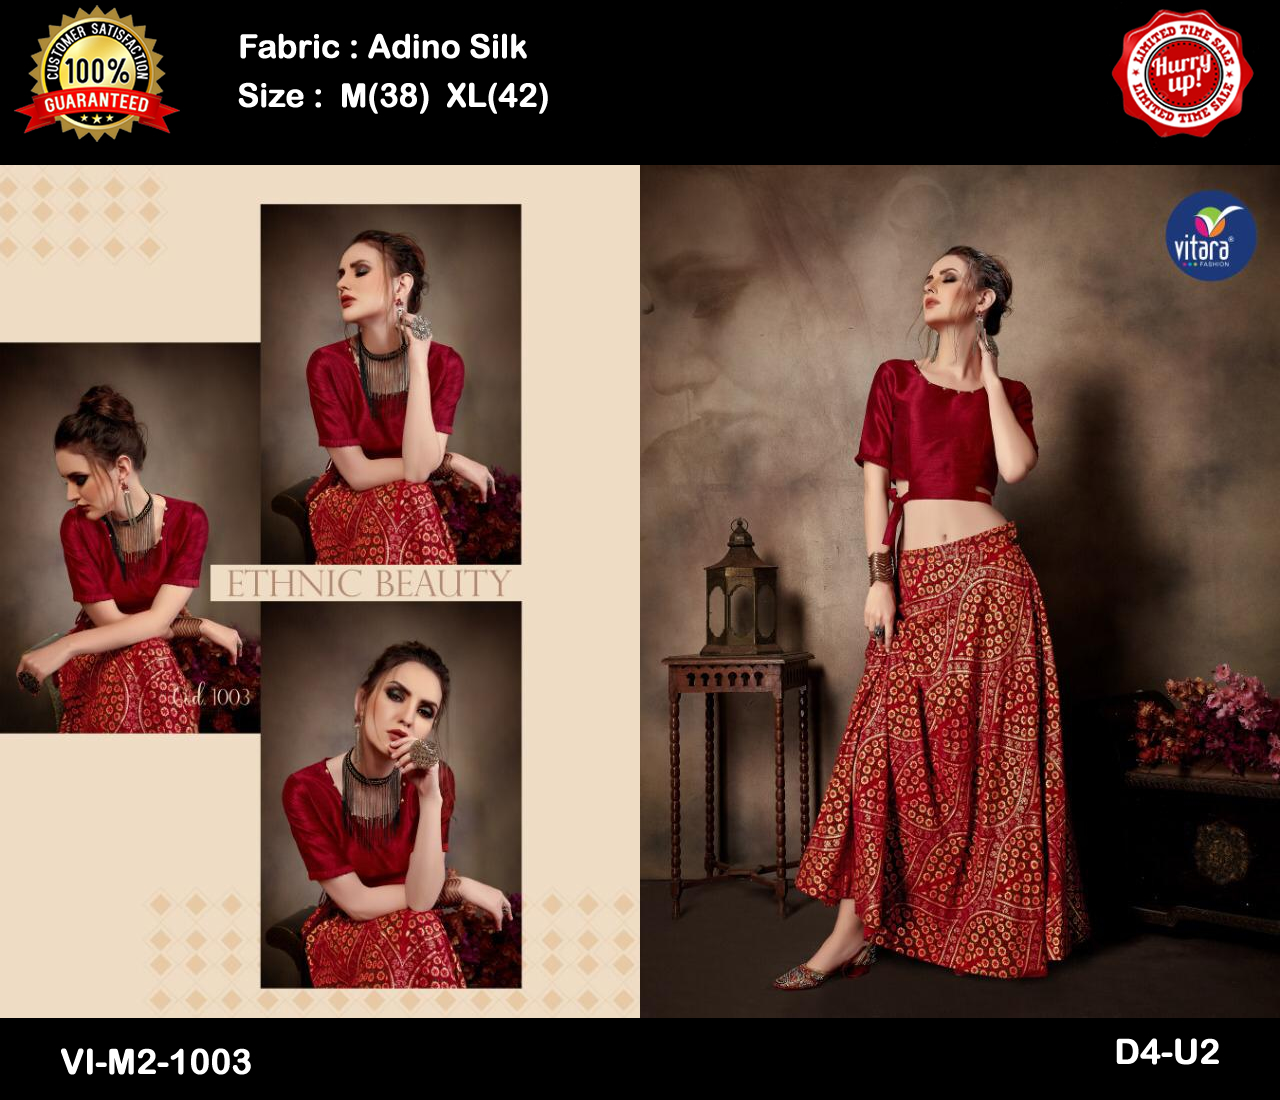 CUSTOMER SATISFACTION
100%
GUARANTEED
Fabric : Adino Silk
Size : M(38) XL(42)
LIMITED TIME SALE
Hurry
up!
LIMITED TIME SALE
vitara®
FASHION
ETHNIC BEAUTY
Cod. 1003
VI-M2-1003
D4-U2